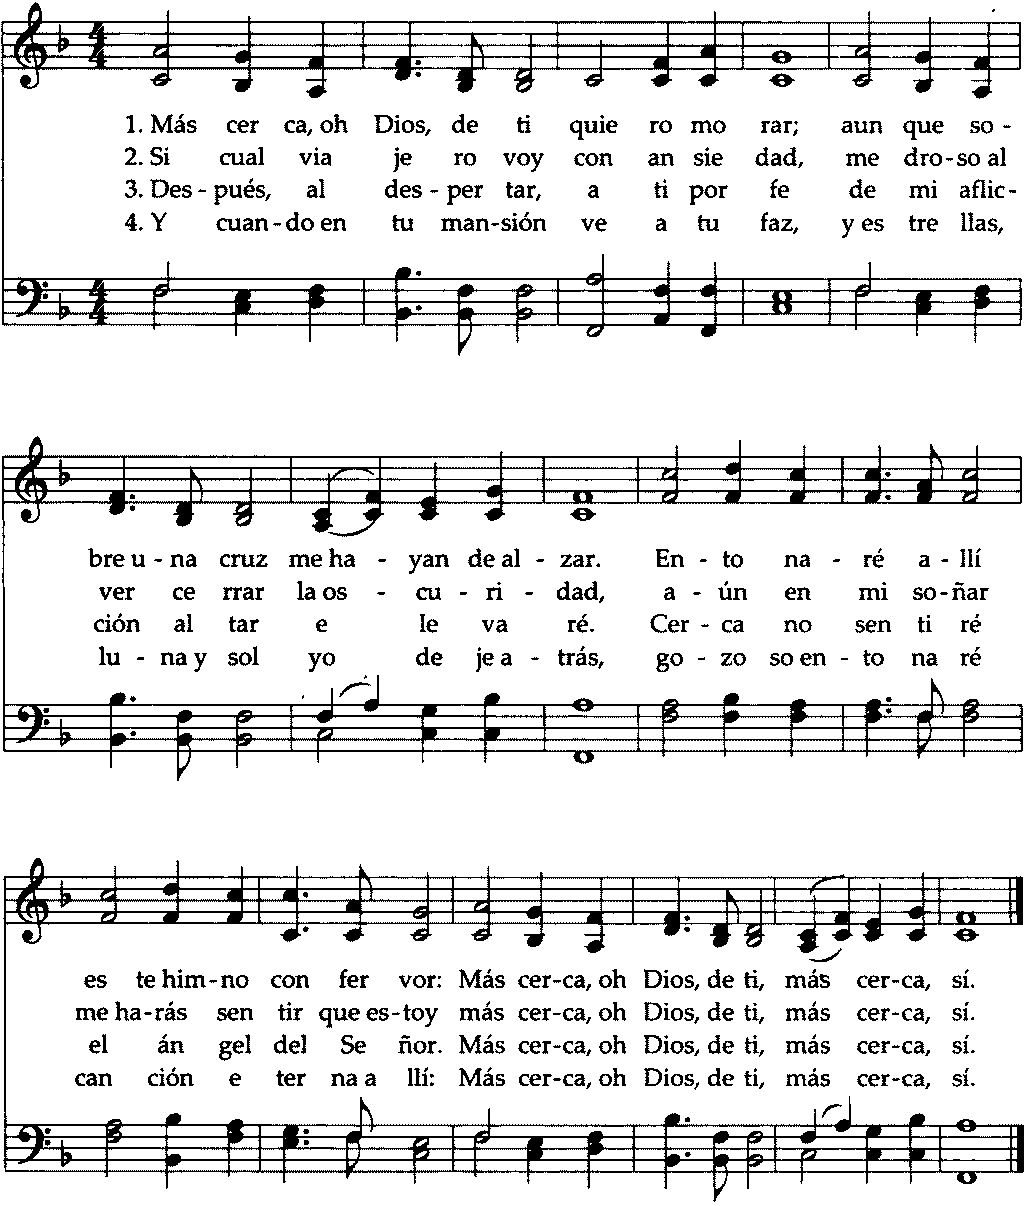 1. Más cer ca, oh Dios, de ti quie ro mo rar; aun que so -
2. Si cual via je ro voy con an sie dad, me dro - so al
3. Des - pués, al des - per tar, a ti por fe de mi aflic -
4. Y cuan - do en tu man - sión ve a tu faz, y es tre llas,
bre u - na cruz me ha - yan de al - zar. En - to na - ré a - llí
ver ce rrar la os - cu - ri - dad, a - ún en mi so - ñar
ción al tar e le va ré. Cer - ca no sen ti ré
lu - na y sol yo de je a - trás, go - zo so en - to na ré
es te him - no con fer vor: Más cer - ca, oh Dios, de ti, más cer - ca, sí.
me ha - rás sen tir que es - toy más cer - ca, oh Dios, de ti, más cer - ca, sí.
el án gel del Se ñor. Más cer - ca, oh Dios, de ti, más cer - ca, sí.
can ción e ter na a llí: Más cer - ca, oh Dios, de ti, más cer - ca, sí.